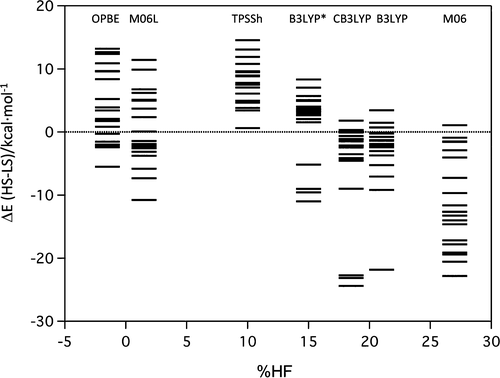 OPBE M06L TPSSh B3LYP* CB3LYP B3LYP M06
20
10
0
-10
-20
-30
ΔE (HS-LS)/kcal·mol⁻¹
-5 0 5 10 15 20 25 30
%HF